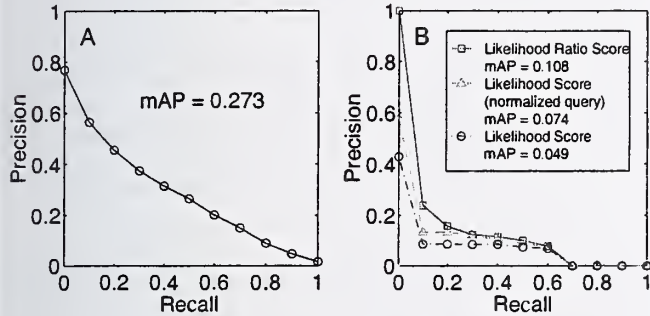 A
mAP = 0.273
Precision
1
0.8
0.6
0.4
0.2
0
0 0.2 0.4 0.6 0.8 1
Recall
B
Likelihood Ratio Score
mAP = 0.108
Likelihood Score
(normalized query)
mAP = 0.074
Likelihood Score
mAP = 0.049
Precision
1
0.8
0.6
0.4
0.2
0
0 0.2 0.4 0.6 0.8 1
Recall